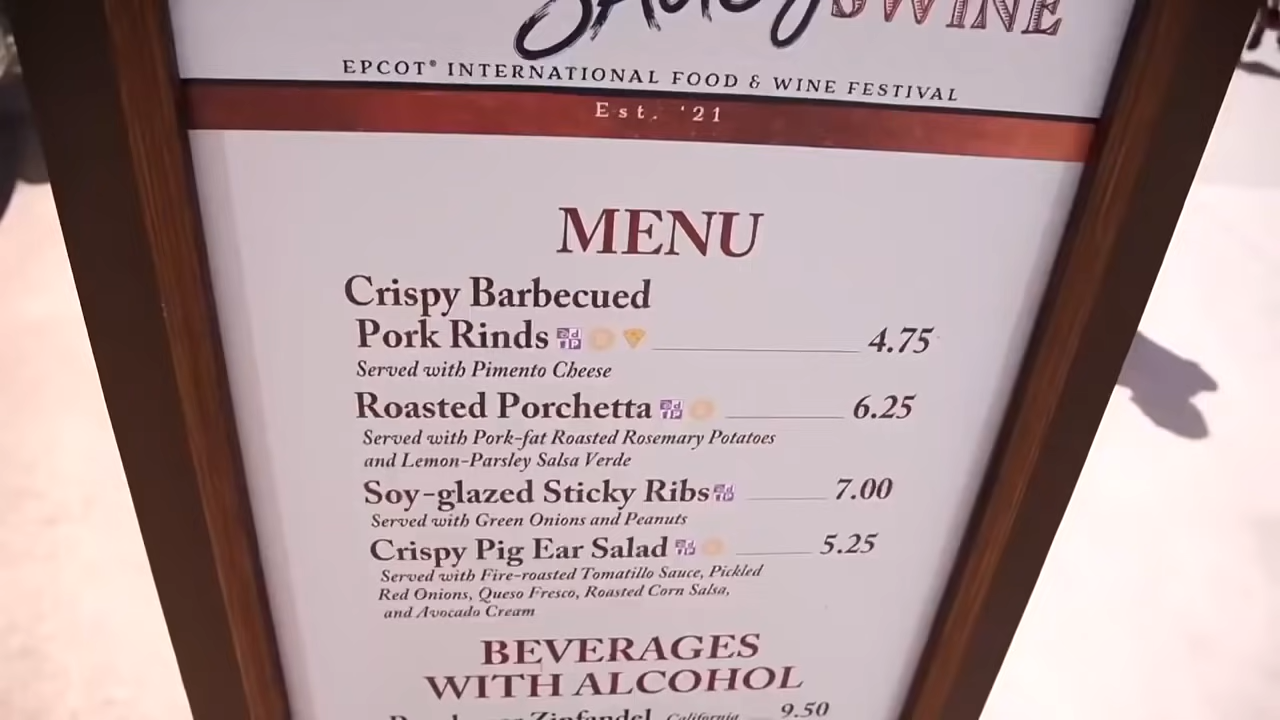 SWINE
EPCOT® INTERNATIONAL FOOD & WINE FESTIVAL
Est. '21
MENU
Crispy Barbecued
Pork Rinds 4.75
Served with Pimento Cheese
Roasted Porchetta 6.25
Served with Pork-fat Roasted Rosemary Potatoes
and Lemon-Parsley Salsa Verde
Soy-glazed Sticky Ribs 7.00
Served with Green Onions and Peanuts
Crispy Pig Ear Salad 5.25
Served with Fire-roasted Tomatillo Sauce, Pickled
Red Onions, Queso Fresco, Roasted Corn Salsa,
and Avocado Cream
BEVERAGES
WITH ALCOHOL
Zinfandel California 9.50